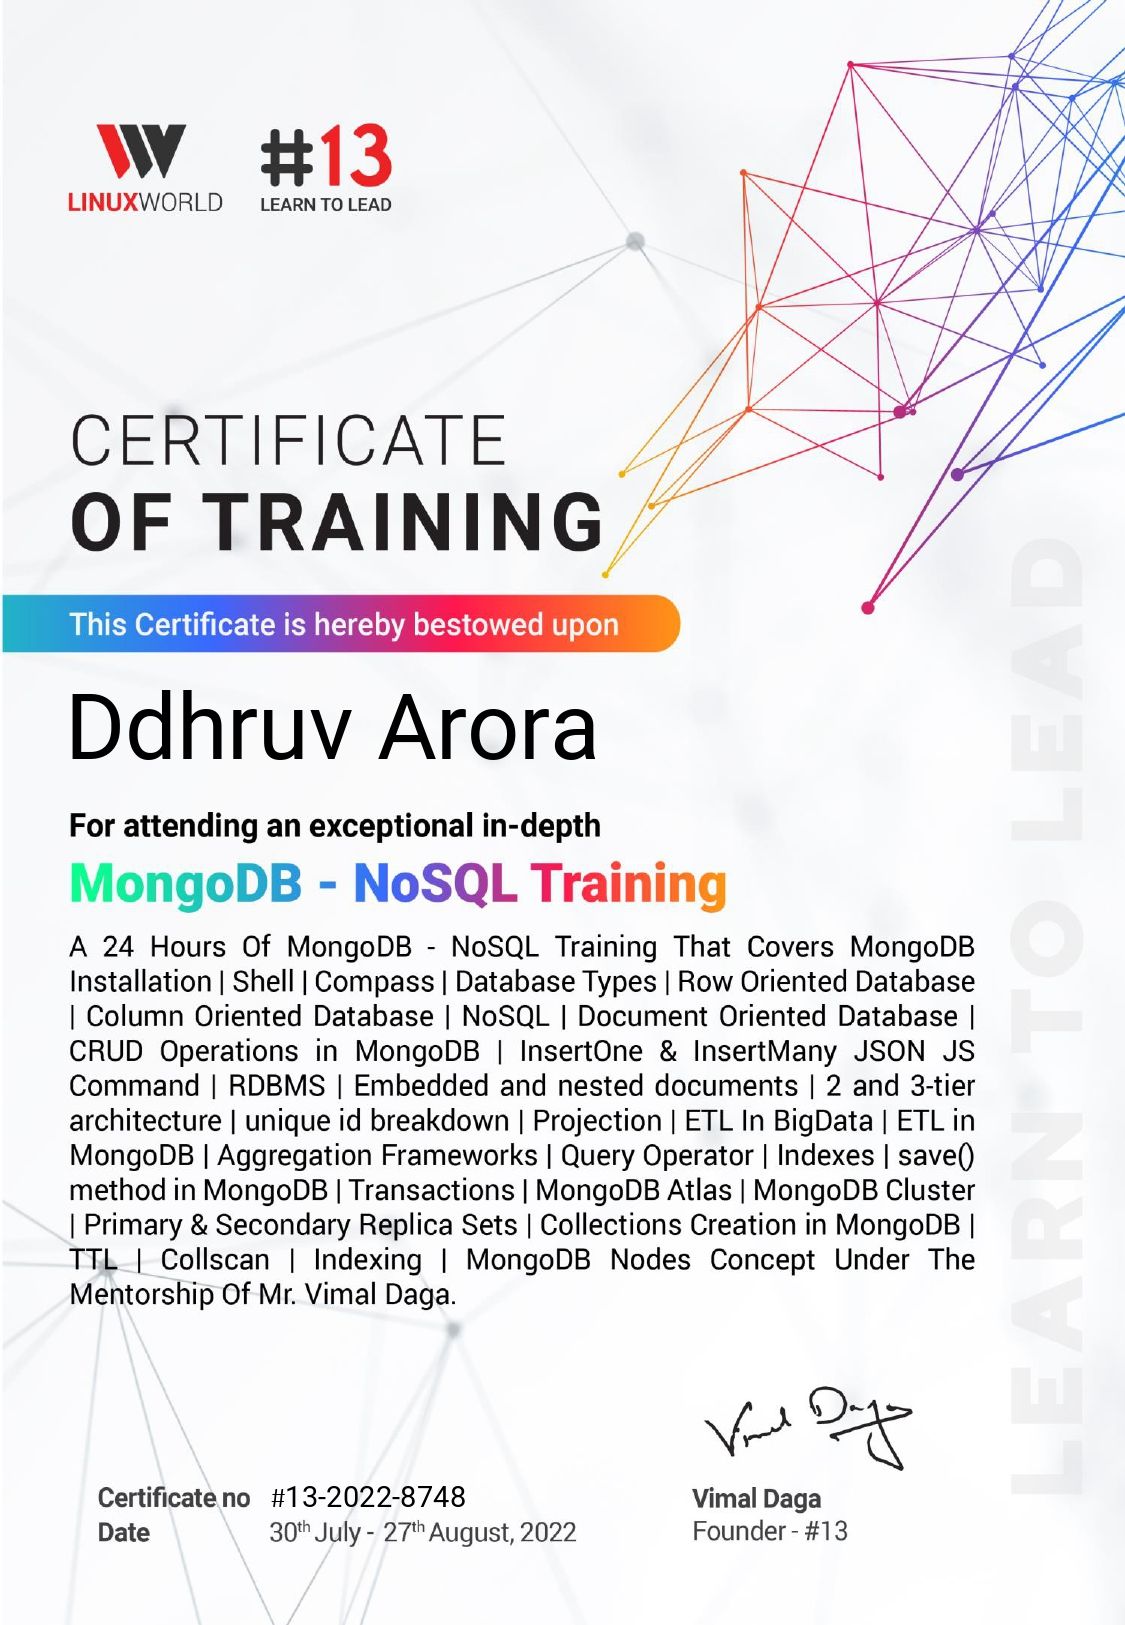 LINUXWORLD
#13
LEARN TO LEAD
CERTIFICATE
OF TRAINING
This Certificate is hereby bestowed upon
Ddhruv Arora
For attending an exceptional in-depth
MongoDB - NoSQL Training
A 24 Hours Of MongoDB - NoSQL Training That Covers MongoDB
Installation | Shell | Compass | Database Types | Row Oriented Database
| Column Oriented Database | NoSQL | Document Oriented Database |
CRUD Operations in MongoDB | InsertOne & InsertMany JSON JS
Command | RDBMS | Embedded and nested documents | 2 and 3-tier
architecture | unique id breakdown | Projection | ETL In BigData | ETL in
MongoDB | Aggregation Frameworks | Query Operator | Indexes | save()
method in MongoDB | Transactions | MongoDB Atlas | MongoDB Cluster
| Primary & Secondary Replica Sets | Collections Creation in MongoDB |
TTL | Collscan | Indexing | MongoDB Nodes Concept Under The
Mentorship Of Mr. Vimal Daga.
LEARN TO LEAD
Vimal Daga
Certificate no #13-2022-8748
Date 30th July - 27th August, 2022
Vimal Daga
Founder - #13